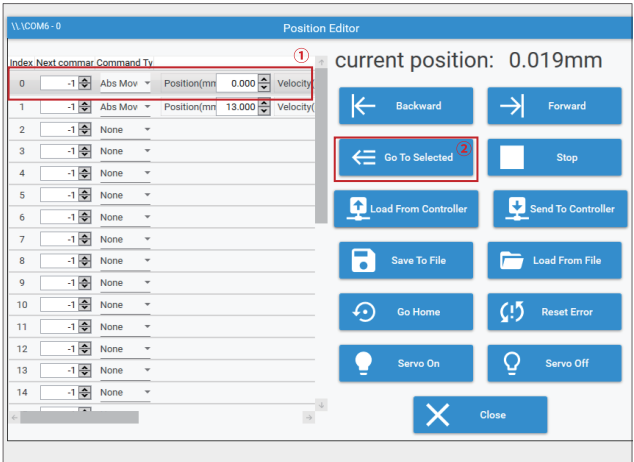 \\.\COM6 - 0
Position Editor
Index Next commar Command Ty
①
current position: 0.019mm
0 -1 Abs Mov Position(mm 0.000 Velocity(
1 -1 Abs Mov Position(mm 13.000 Velocity(
2 -1 None
3 -1 None
4 -1 None
5 -1 None
6 -1 None
7 -1 None
8 -1 None
9 -1 None
10 -1 None
11 -1 None
12 -1 None
13 -1 None
14 -1 None
Backward
Forward
Go To Selected ②
Stop
Load From Controller
Send To Controller
Save To File
Load From File
Go Home
Reset Error
Servo On
Servo Off
Close